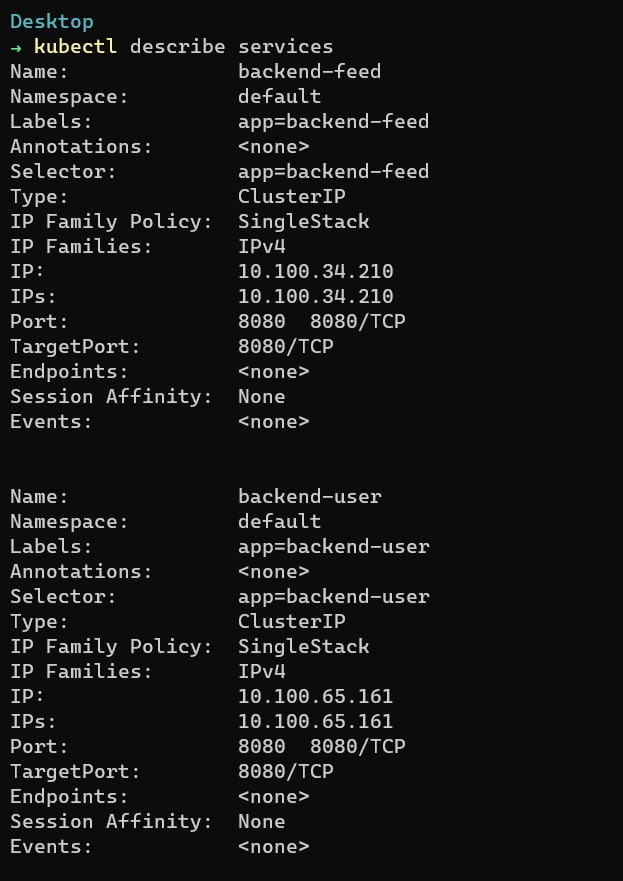 Desktop
→ kubectl describe services
Name: backend-feed
Namespace: default
Labels: app=backend-feed
Annotations: <none>
Selector: app=backend-feed
Type: ClusterIP
IP Family Policy: SingleStack
IP Families: IPv4
IP: 10.100.34.210
IPs: 10.100.34.210
Port: 8080 8080/TCP
TargetPort: 8080/TCP
Endpoints: <none>
Session Affinity: None
Events: <none>
Name: backend-user
Namespace: default
Labels: app=backend-user
Annotations: <none>
Selector: app=backend-user
Type: ClusterIP
IP Family Policy: SingleStack
IP Families: IPv4
IP: 10.100.65.161
IPs: 10.100.65.161
Port: 8080 8080/TCP
TargetPort: 8080/TCP
Endpoints: <none>
Session Affinity: None
Events: <none>